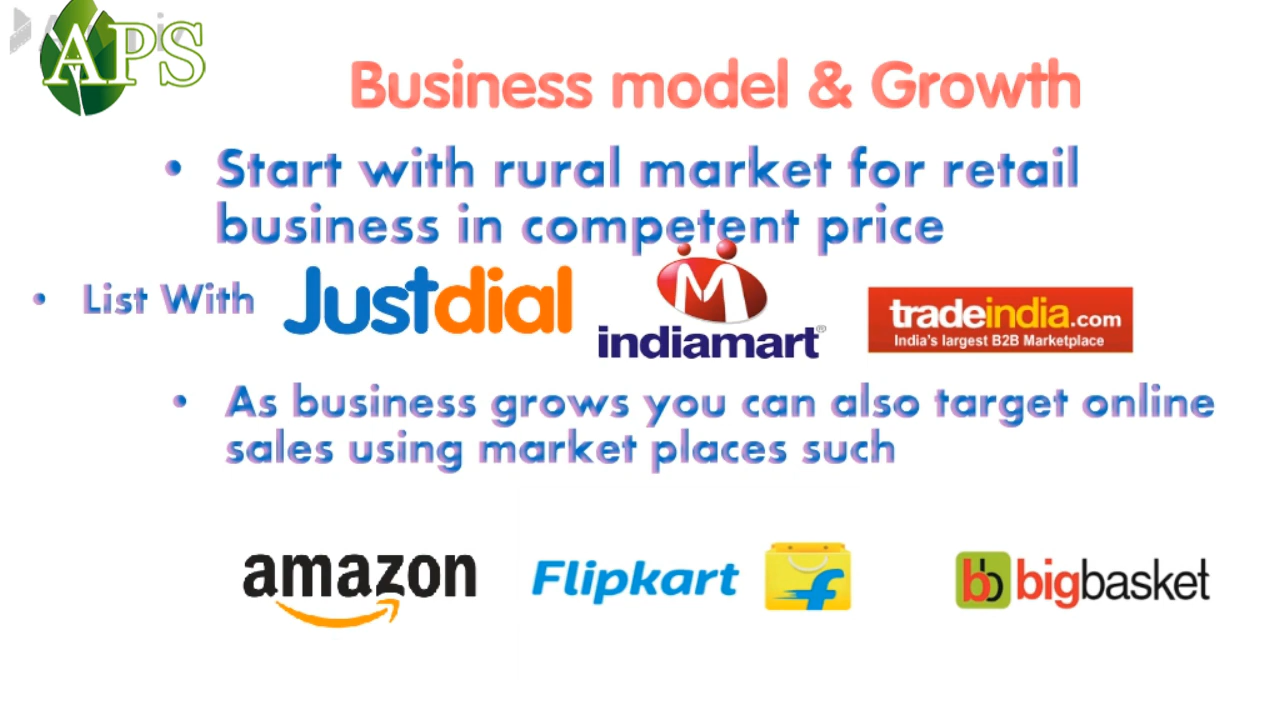 APS
Business model & Growth
• Start with rural market for retail
business in competent price
• List With Justdial indiamart® tradeindia.com
India's largest B2B Marketplace
• As business grows you can also target online
sales using market places such
amazon Flipkart f bb bigbasket